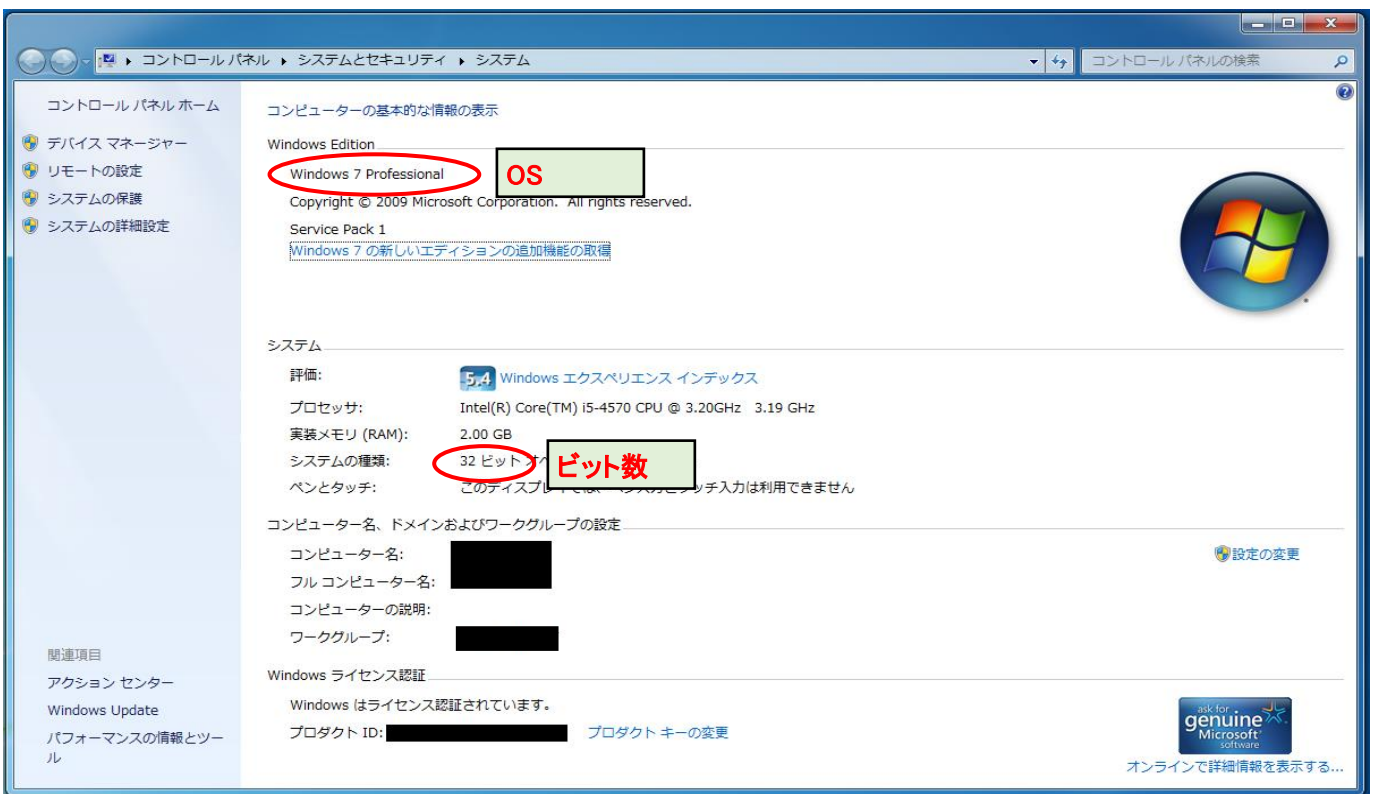 コントロール パネル ▸ システムとセキュリティ ▸ システム
コントロール パネルの検索
コントロール パネル ホーム
デバイス マネージャー
リモートの設定
システムの保護
システムの詳細設定
コンピューターの基本的な情報の表示
Windows Edition
Windows 7 Professional
OS
Copyright © 2009 Microsoft Corporation. All rights reserved.
Service Pack 1
Windows 7 の新しいエディションの追加機能の取得
システム
評価:
5.4 Windows エクスペリエンス インデックス
プロセッサ: Intel(R) Core(TM) i5-4570 CPU @ 3.20GHz 3.19 GHz
実装メモリ (RAM): 2.00 GB
システムの種類: 32 ビット
ビット数
ペンとタッチ: このディスプレイでは、ペン入力とタッチ入力は利用できません
コンピューター名、ドメインおよびワークグループの設定
コンピューター名:
設定の変更
フル コンピューター名:
コンピューターの説明:
ワークグループ:
Windows ライセンス認証
Windows はライセンス認証されています。
プロダクト ID: プロダクト キーの変更
関連項目
アクション センター
Windows Update
パフォーマンスの情報とツー
ル
ask for
genuine
Microsoft
software
オンラインで詳細情報を表示する...